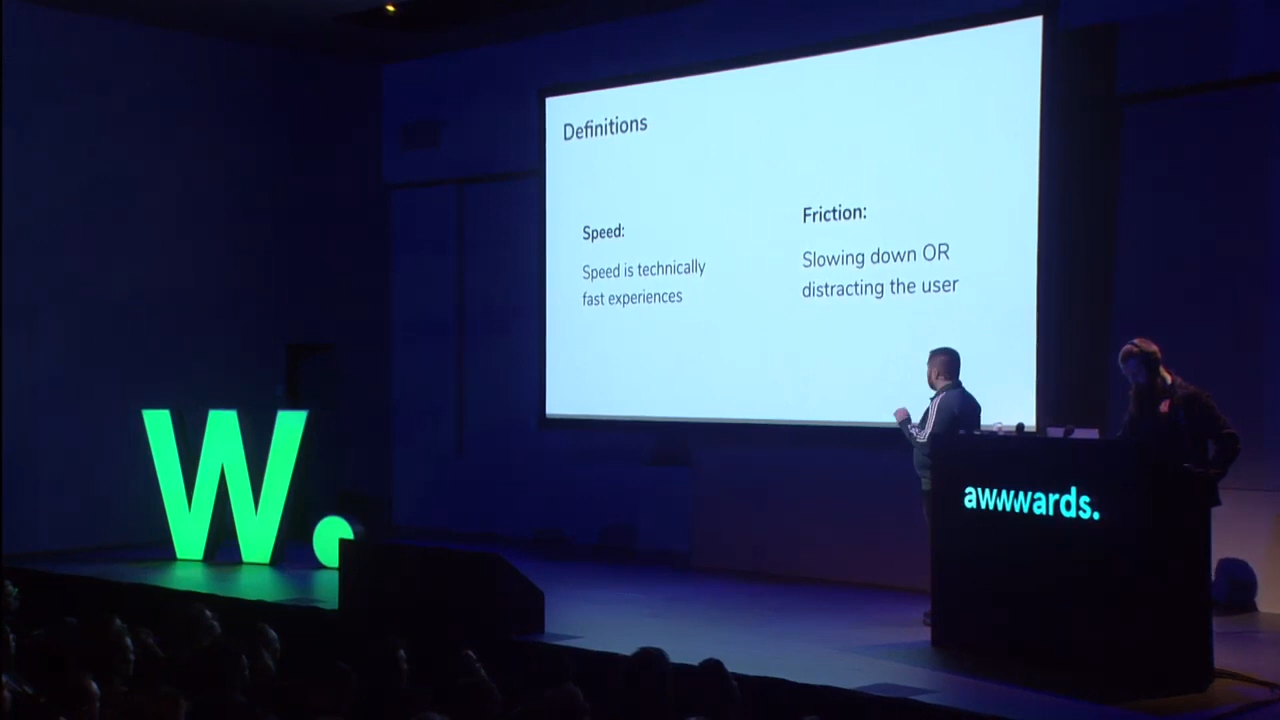 Definitions
Speed:
Speed is technically
fast experiences
Friction:
Slowing down OR
distracting the user
W.
awwwards.